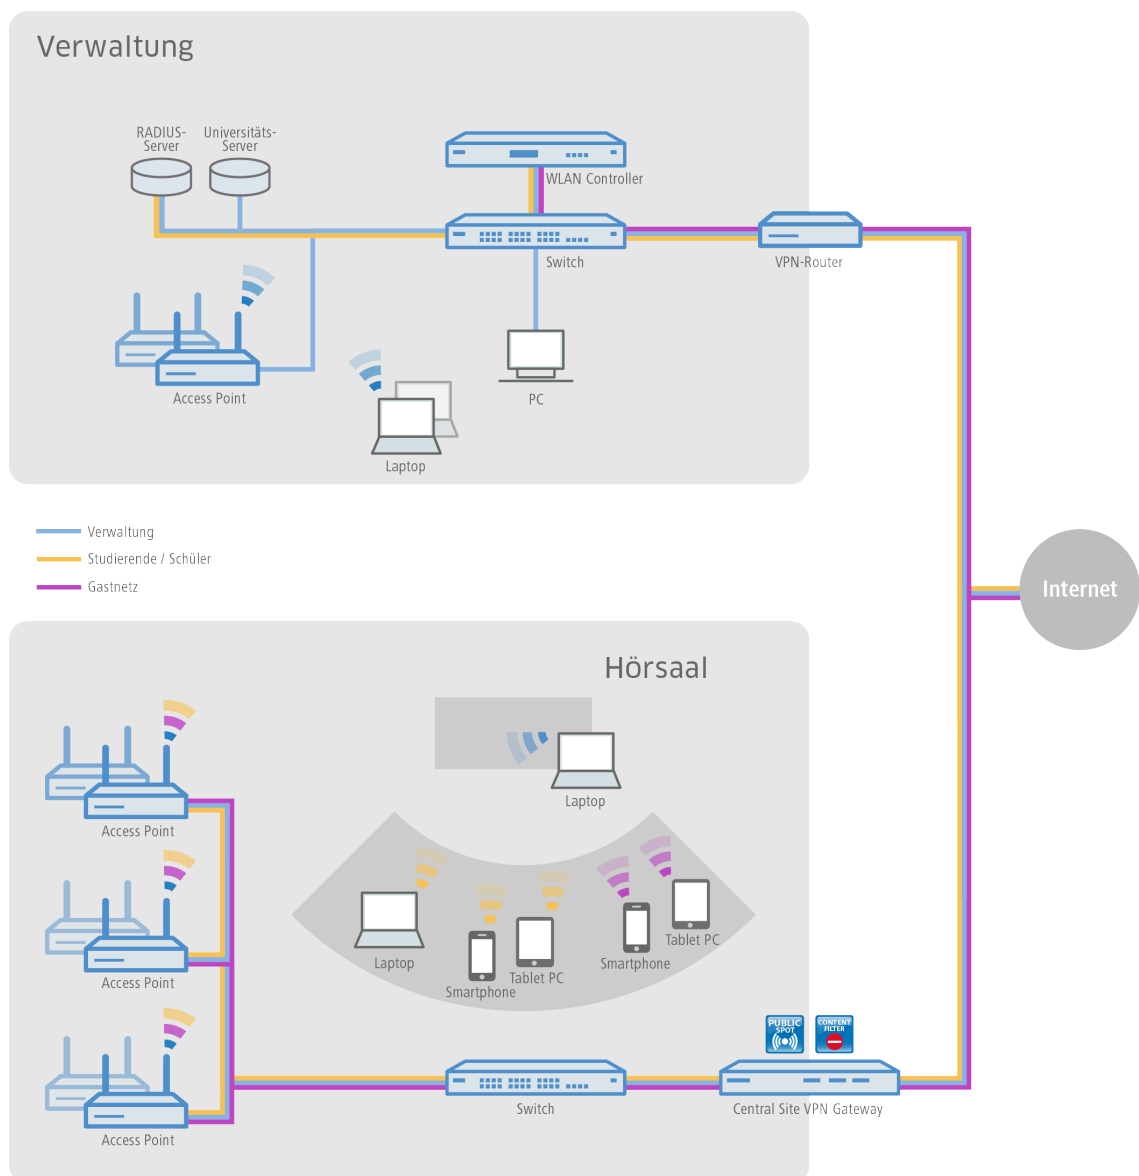 Verwaltung
RADIUS-
Server
Universitäts-
Server
WLAN Controller
Switch
VPN-Router
Access Point
PC
Laptop
Verwaltung
Studierende / Schüler
Gastnetz
Internet
Hörsaal
Laptop
Access Point
Laptop
Smartphone
Tablet PC
Smartphone
Tablet PC
Access Point
PUBLIC
SPOT
CONTENT
FILTER
Switch
Central Site VPN Gateway
Access Point